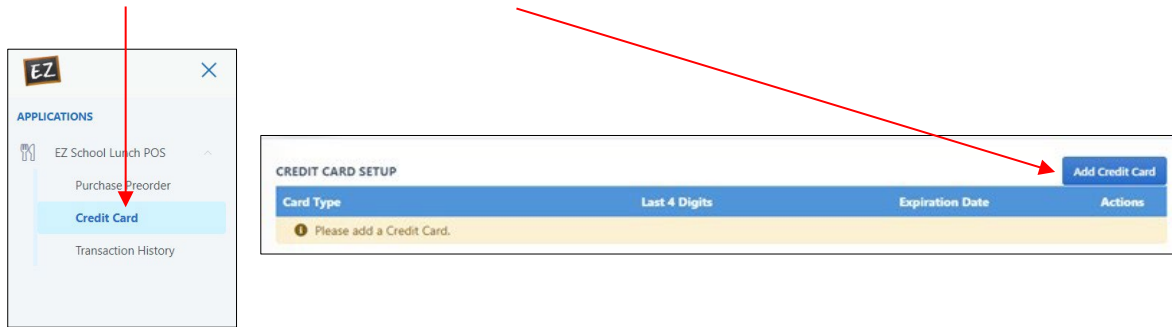 EZ
APPLICATIONS
EZ School Lunch POS
Purchase Preorder
Credit Card
Transaction History
CREDIT CARD SETUP
Add Credit Card
Card Type Last 4 Digits Expiration Date Actions
Please add a Credit Card.